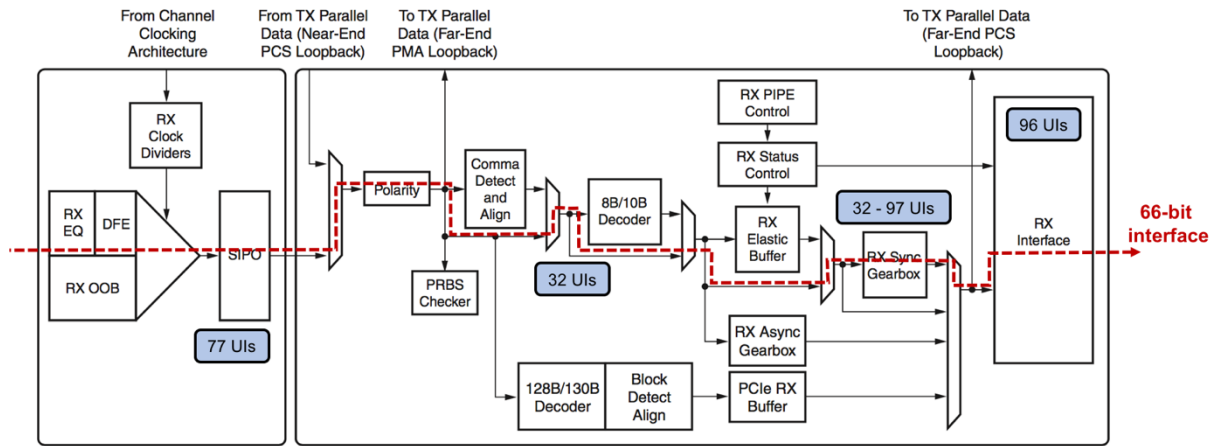 From Channel
Clocking
Architecture
From TX Parallel
Data (Near-End
PCS Loopback)
To TX Parallel
Data (Far-End
PMA Loopback)
To TX Parallel Data
(Far-End PCS
Loopback)
RX
Clock
Dividers
RX
EQ
DFE
RX OOB
SIPO
77 UIs
Polarity
PRBS
Checker
Comma
Detect
and
Align
32 UIs
8B/10B
Decoder
128B/130B
Decoder
Block
Detect
Align
RX PIPE
Control
RX Status
Control
RX
Elastic
Buffer
RX Async
Gearbox
PCIe RX
Buffer
32 - 97 UIs
RX Sync
Gearbox
96 UIs
RX
Interface
66-bit
interface